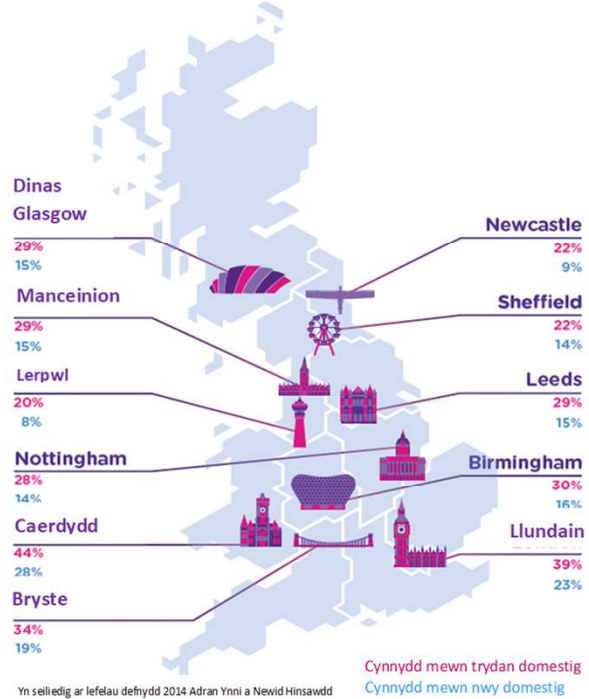 Dinas
Glasgow
29%
15%
Manceinion
29%
15%
Lerpwl
20%
8%
Nottingham
28%
14%
Caerdydd
44%
28%
Bryste
34%
19%
Newcastle
22%
9%
Sheffield
22%
14%
Leeds
29%
15%
Birmingham
30%
16%
Llundain
39%
23%
Cynnydd mewn trydan domestig
Cynnydd mewn nwy domestig
Yn seiliedig ar lefelau defnydd 2014 Adran Ynni a Newid Hinsawdd